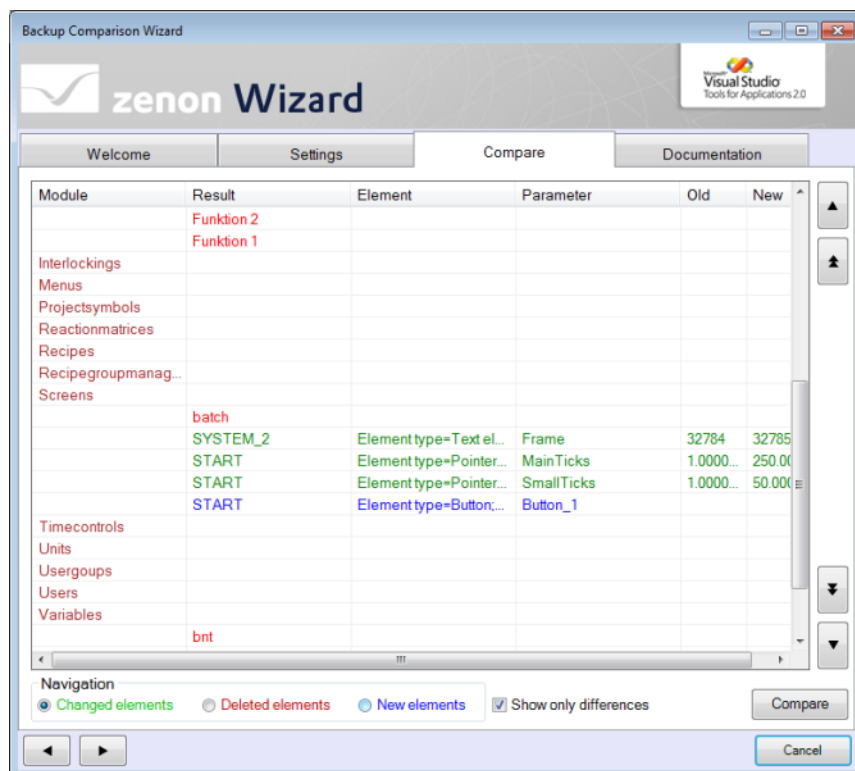 Backup Comparison Wizard
zenon Wizard
Microsoft
Visual Studio
Tools for Applications 2.0
Welcome Settings Compare Documentation
Module Result Element Parameter Old New
Funktion 2
Funktion 1
Interlockings
Menus
Projectsymbols
Reactionmatrices
Recipes
Recipegroupmanag...
Screens
batch
SYSTEM_2 Element type=Text el... Frame 32784 32785
START Element type=Pointer... MainTicks 1.0000... 250.00
START Element type=Pointer... SmallTicks 1.0000... 50.000
START Element type=Button;... Button_1
Timecontrols
Units
Usergoups
Users
Variables
bnt
Navigation
Changed elements Deleted elements New elements Show only differences Compare
Cancel